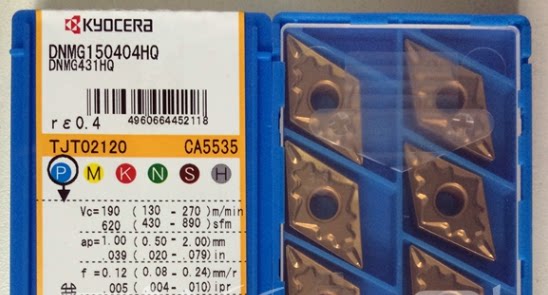 KYOCERA
DNMG150404HQ
DNMG431HQ
rε0.4
4960664452118
TJT02120 CA5535
P M K N S H
Vc=190 (130 - 270) m/min
620 (430 - 890) sfm
ap=1.00 (0.50 - 2.00) mm
.039 (.020 - .079) in
f =0.12 (0.08 - 0.24) mm/r
.005 (.004 - .010) ipr